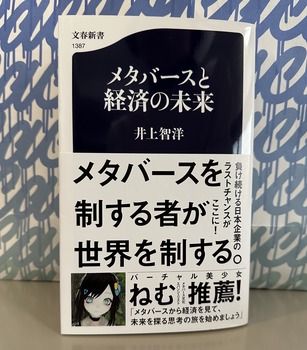 文春新書
1387
メタバースと
経済の未来
井上智洋
負け続ける日本企業の
ラストチャンスが
ここに!
メタバースを
制する者が
世界を制する。
バーチャル美少女
ねむ 推薦!
「メタバースから経済を見て、
未来を探る思考の旅を始めましょう」